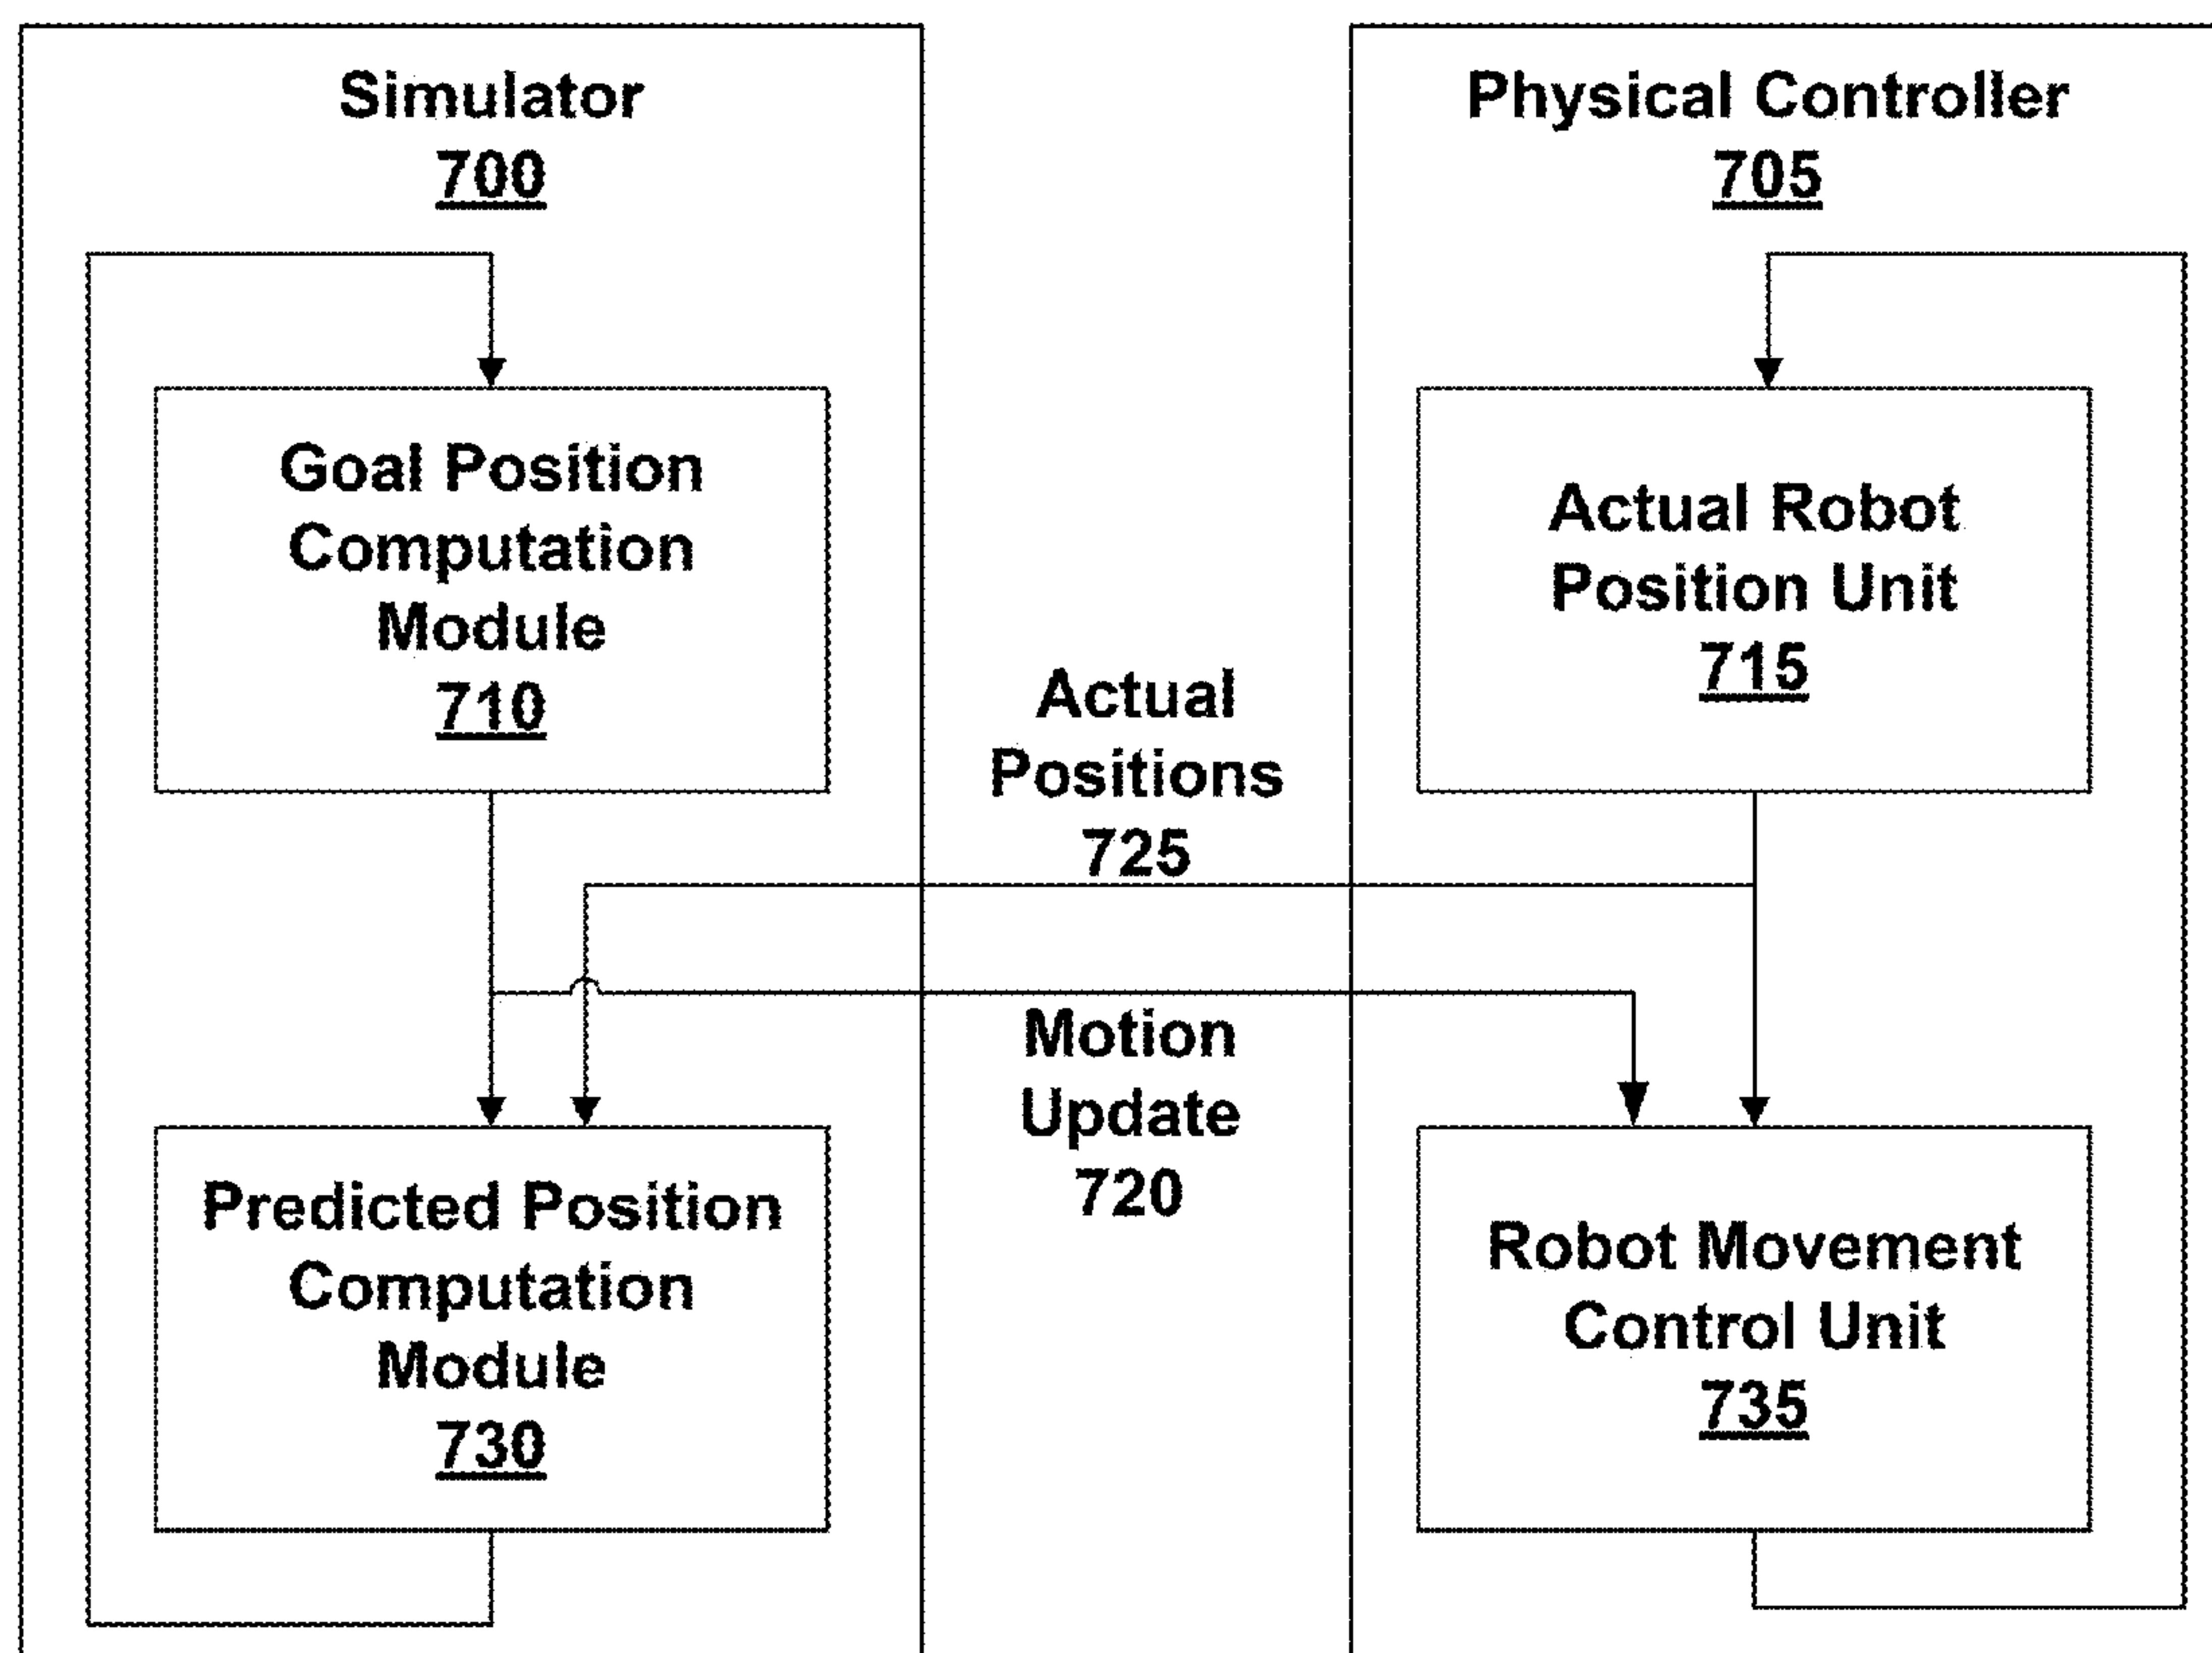 Simulator
700
Goal Position
Computation
Module
710
Predicted Position
Computation
Module
730
Actual
Positions
725
Motion
Update
720
Physical Controller
705
Actual Robot
Position Unit
715
Robot Movement
Control Unit
735